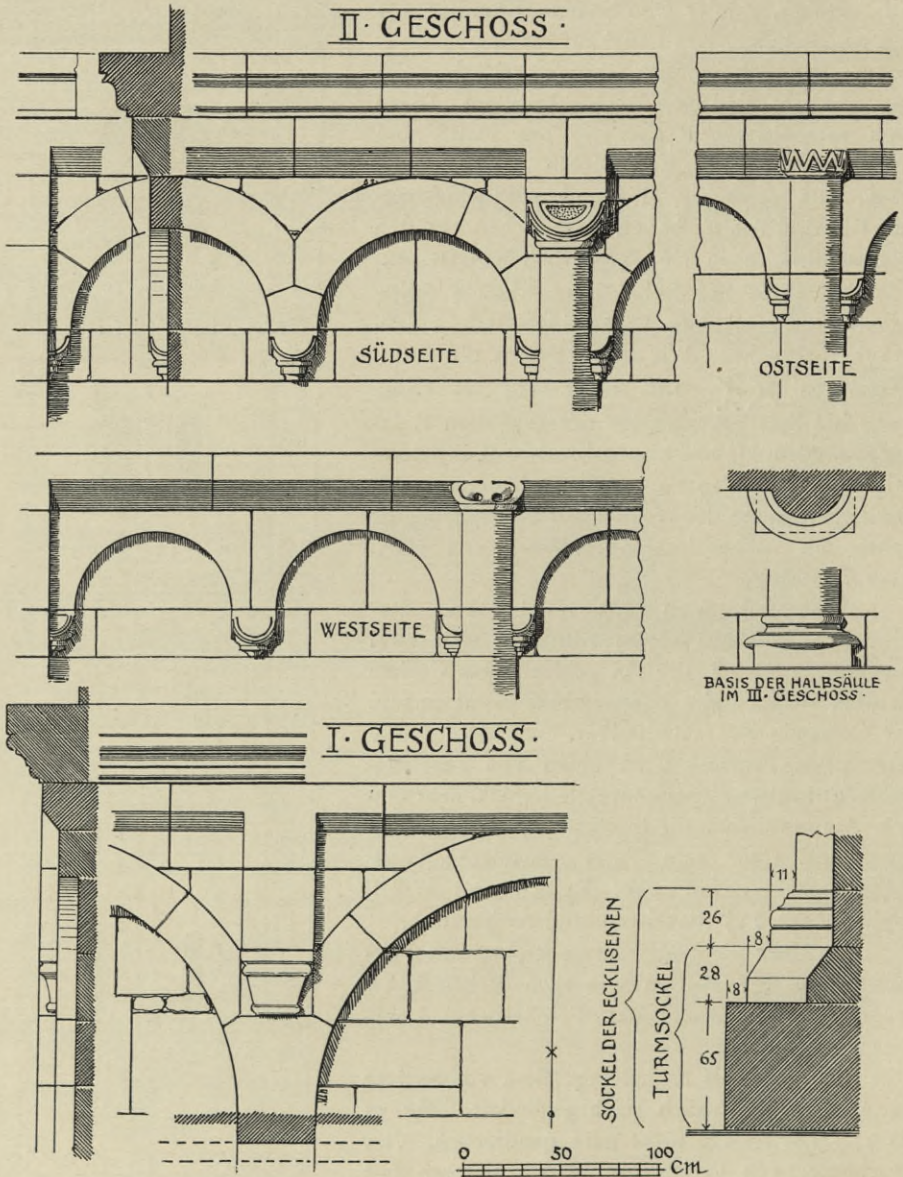 II · GESCHOSS ·
SÜDSEITE
OSTSEITE
WESTSEITE
BASIS DER HALBSÄULE
IM III · GESCHOSS ·
I · GESCHOSS ·
SOCKEL DER ECKLISENEN
TURMSOCKEL
11
26
8
28
8
65
0 50 100 cm